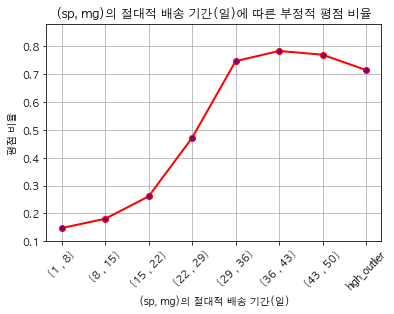 (sp, mg)의 절대적 배송 기간(일)에 따른 부정적 평점 비율
평점 비율
0.8
0.7
0.6
0.5
0.4
0.3
0.2
0.1
(1 , 8)
(8 , 15)
(15 , 22)
(22 , 29)
(29 , 36)
(36 , 43)
(43 , 50)
high_outlier
(sp, mg)의 절대적 배송 기간(일)